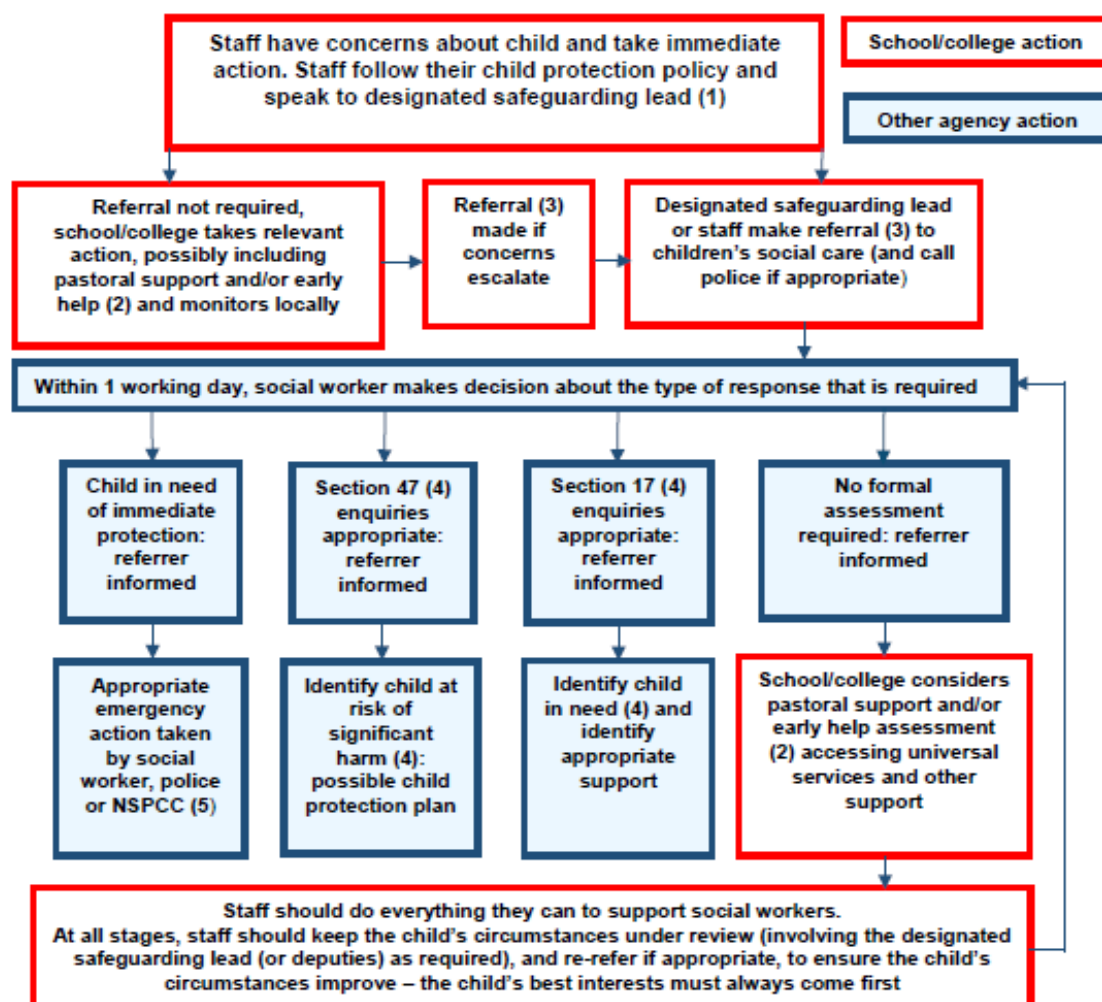 Staff have concerns about child and take immediate
action. Staff follow their child protection policy and
speak to designated safeguarding lead (1)
School/college action
Other agency action
Referral not required,
school/college takes relevant
action, possibly including
pastoral support and/or early
help (2) and monitors locally
Referral (3)
made if
concerns
escalate
Designated safeguarding lead
or staff make referral (3) to
children’s social care (and call
police if appropriate)
Within 1 working day, social worker makes decision about the type of response that is required
Child in need
of immediate
protection:
referrer
informed
Section 47 (4)
enquiries
appropriate:
referrer
informed
Section 17 (4)
enquiries
appropriate:
referrer
informed
No formal
assessment
required: referrer
informed
Appropriate
emergency
action taken
by social
worker, police
or NSPCC (5)
Identify child at
risk of
significant
harm (4):
possible child
protection plan
Identify child
in need (4) and
identify
appropriate
support
School/college considers
pastoral support and/or
early help assessment
(2) accessing universal
services and other
support
Staff should do everything they can to support social workers.
At all stages, staff should keep the child’s circumstances under review (involving the designated
safeguarding lead (or deputies) as required), and re-refer if appropriate, to ensure the child’s
circumstances improve – the child’s best interests must always come first